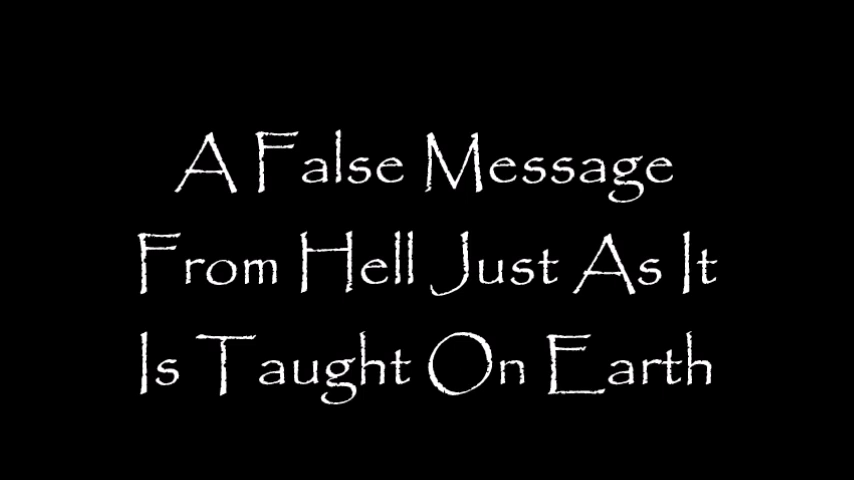 A False Message
From Hell Just As It
Is Taught On Earth